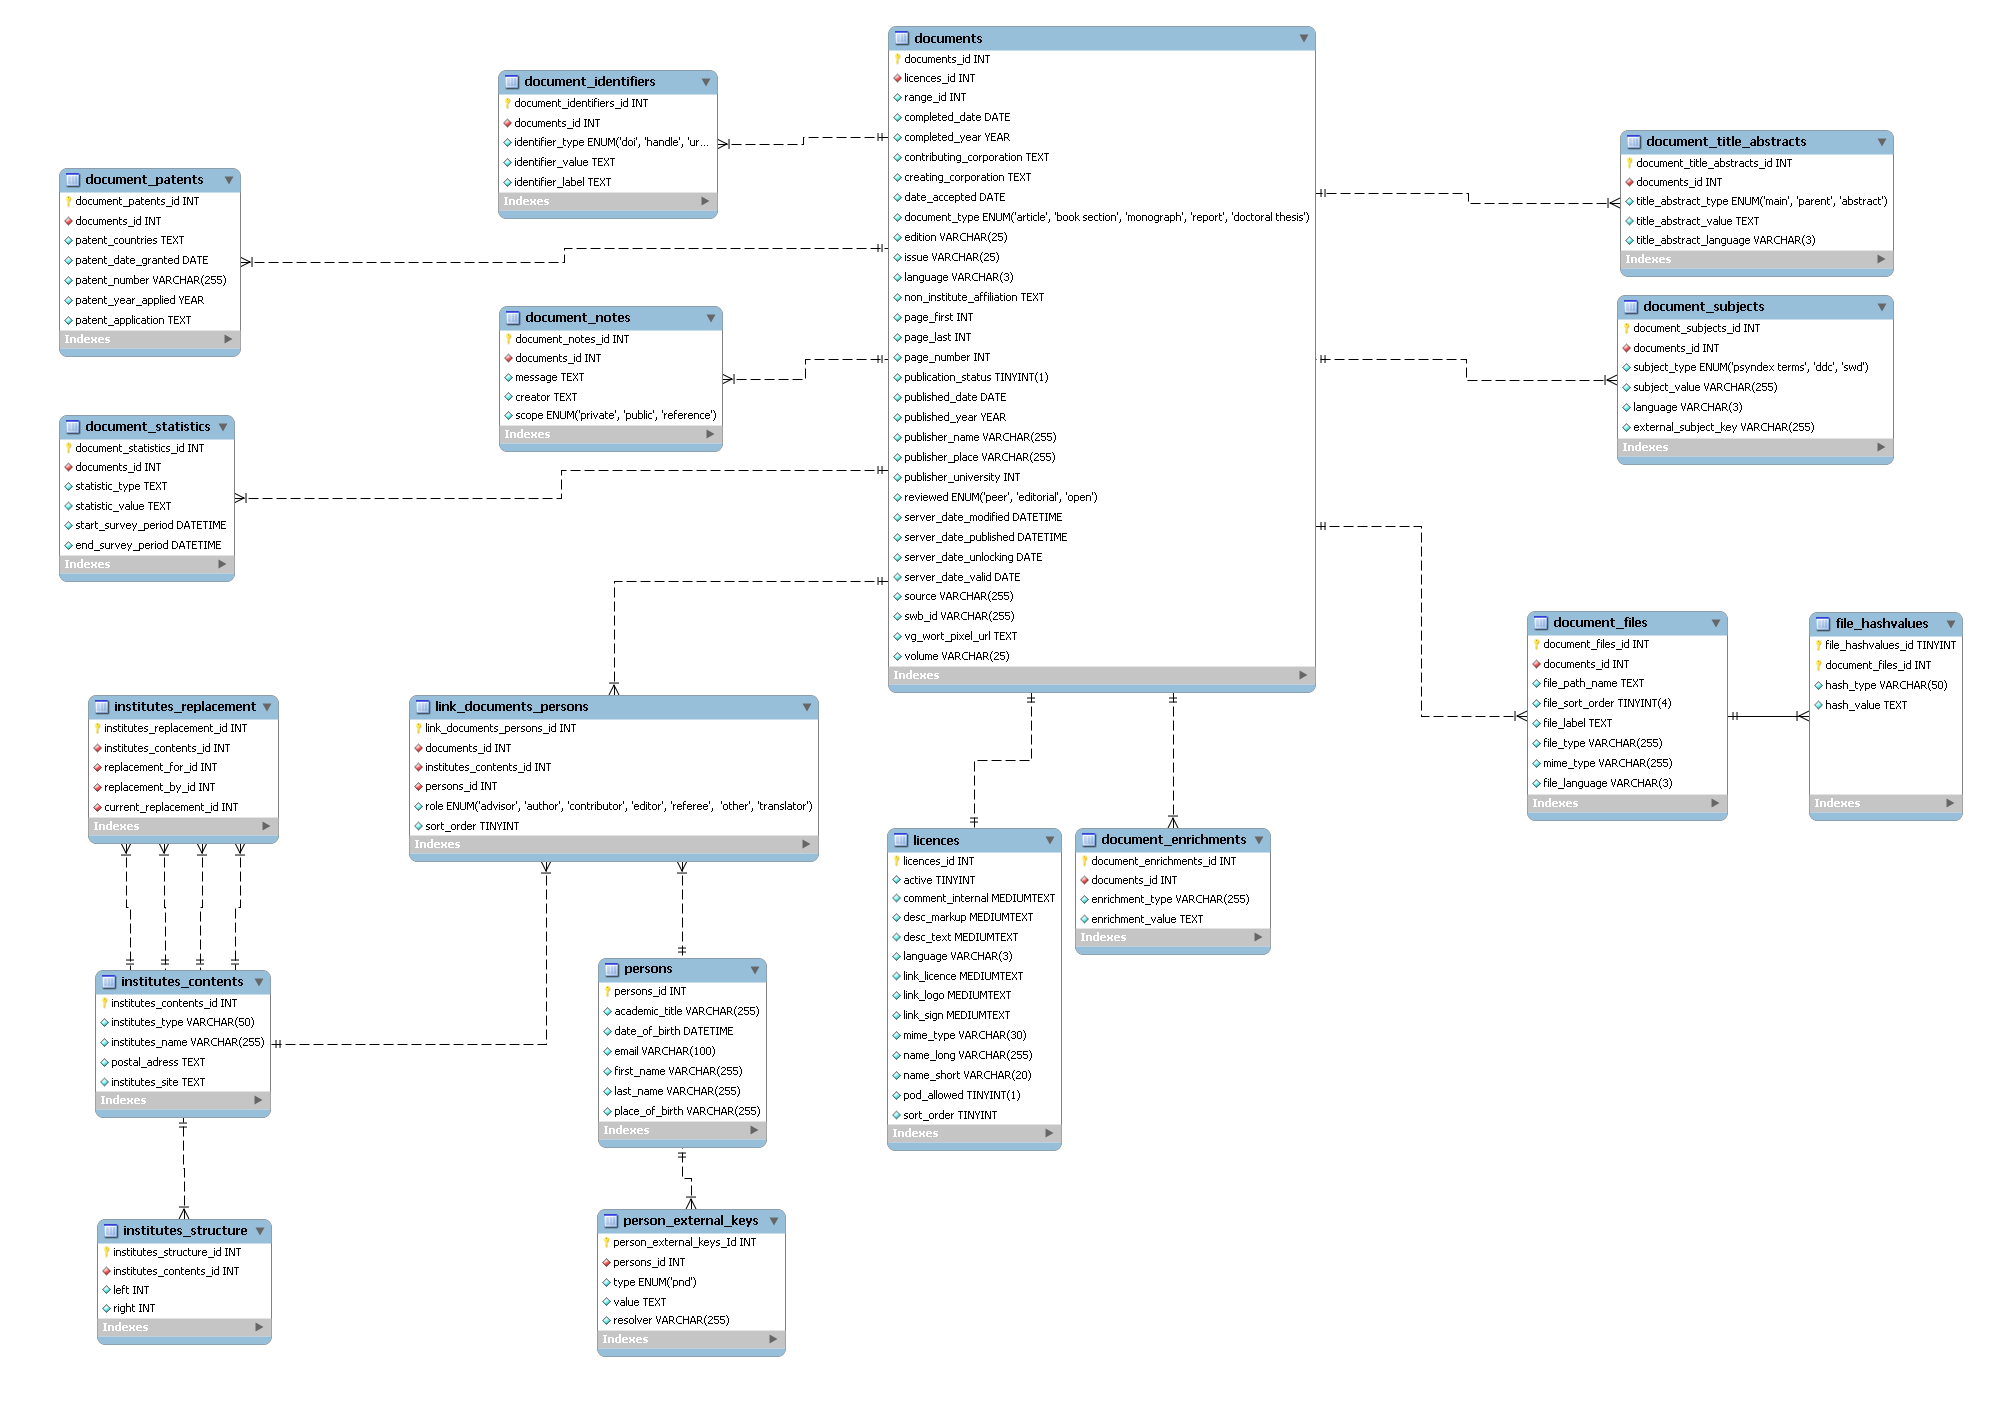 documents
documents_id INT
licences_id INT
range_id INT
completed_date DATE
completed_year YEAR
contributing_corporation TEXT
creating_corporation TEXT
date_accepted DATE
document_type ENUM('article', 'book section', 'monograph', 'report', 'doctoral thesis')
edition VARCHAR(25)
issue VARCHAR(25)
language VARCHAR(3)
non_institute_affiliation TEXT
page_first INT
page_last INT
page_number INT
publication_status TINYINT(1)
published_date DATE
published_year YEAR
publisher_name VARCHAR(255)
publisher_place VARCHAR(255)
publisher_university INT
reviewed ENUM('peer', 'editorial', 'open')
server_date_modified DATETIME
server_date_published DATETIME
server_date_unlocking DATE
server_date_valid DATE
source VARCHAR(255)
swb_id VARCHAR(255)
vg_wort_pixel_url TEXT
volume VARCHAR(25)
Indexes
document_identifiers
document_identifiers_id INT
documents_id INT
identifier_type ENUM('doi', 'handle', 'ur...
identifier_value TEXT
identifier_label TEXT
Indexes
document_patents
document_patents_id INT
documents_id INT
patent_countries TEXT
patent_date_granted DATE
patent_number VARCHAR(255)
patent_year_applied YEAR
patent_application TEXT
Indexes
document_notes
document_notes_id INT
documents_id INT
message TEXT
creator TEXT
scope ENUM('private', 'public', 'reference')
Indexes
document_statistics
document_statistics_id INT
documents_id INT
statistic_type TEXT
statistic_value TEXT
start_survey_period DATETIME
end_survey_period DATETIME
Indexes
document_title_abstracts
document_title_abstracts_id INT
documents_id INT
title_abstract_type ENUM('main', 'parent', 'abstract')
title_abstract_value TEXT
title_abstract_language VARCHAR(3)
Indexes
document_subjects
document_subjects_id INT
documents_id INT
subject_type ENUM('psyndex terms', 'ddc', 'swd')
subject_value VARCHAR(255)
language VARCHAR(3)
external_subject_key VARCHAR(255)
Indexes
document_files
document_files_id INT
documents_id INT
file_path_name TEXT
file_sort_order TINYINT(4)
file_label TEXT
file_type VARCHAR(255)
mime_type VARCHAR(255)
file_language VARCHAR(3)
Indexes
file_hashvalues
file_hashvalues_id TINYINT
document_files_id INT
hash_type VARCHAR(50)
hash_value TEXT
Indexes
institutes_replacement
institutes_replacement_id INT
institutes_contents_id INT
replacement_for_id INT
replacement_by_id INT
current_replacement_id INT
Indexes
link_documents_persons
link_documents_persons_id INT
documents_id INT
institutes_contents_id INT
persons_id INT
role ENUM('advisor', 'author', 'contributor', 'editor', 'referee', 'other', 'translator')
sort_order TINYINT
Indexes
licences
licences_id INT
active TINYINT
comment_internal MEDIUMTEXT
desc_markup MEDIUMTEXT
desc_text MEDIUMTEXT
language VARCHAR(3)
link_licence MEDIUMTEXT
link_logo MEDIUMTEXT
link_sign MEDIUMTEXT
mime_type VARCHAR(30)
name_long VARCHAR(255)
name_short VARCHAR(20)
pod_allowed TINYINT(1)
sort_order TINYINT
Indexes
document_enrichments
document_enrichments_id INT
documents_id INT
enrichment_type VARCHAR(255)
enrichment_value TEXT
Indexes
institutes_contents
institutes_contents_id INT
institutes_type VARCHAR(50)
institutes_name VARCHAR(255)
postal_adress TEXT
institutes_site TEXT
Indexes
persons
persons_id INT
academic_title VARCHAR(255)
date_of_birth DATETIME
email VARCHAR(100)
first_name VARCHAR(255)
last_name VARCHAR(255)
place_of_birth VARCHAR(255)
Indexes
institutes_structure
institutes_structure_id INT
institutes_contents_id INT
left INT
right INT
Indexes
person_external_keys
person_external_keys_Id INT
persons_id INT
type ENUM('pnd')
value TEXT
resolver VARCHAR(255)
Indexes